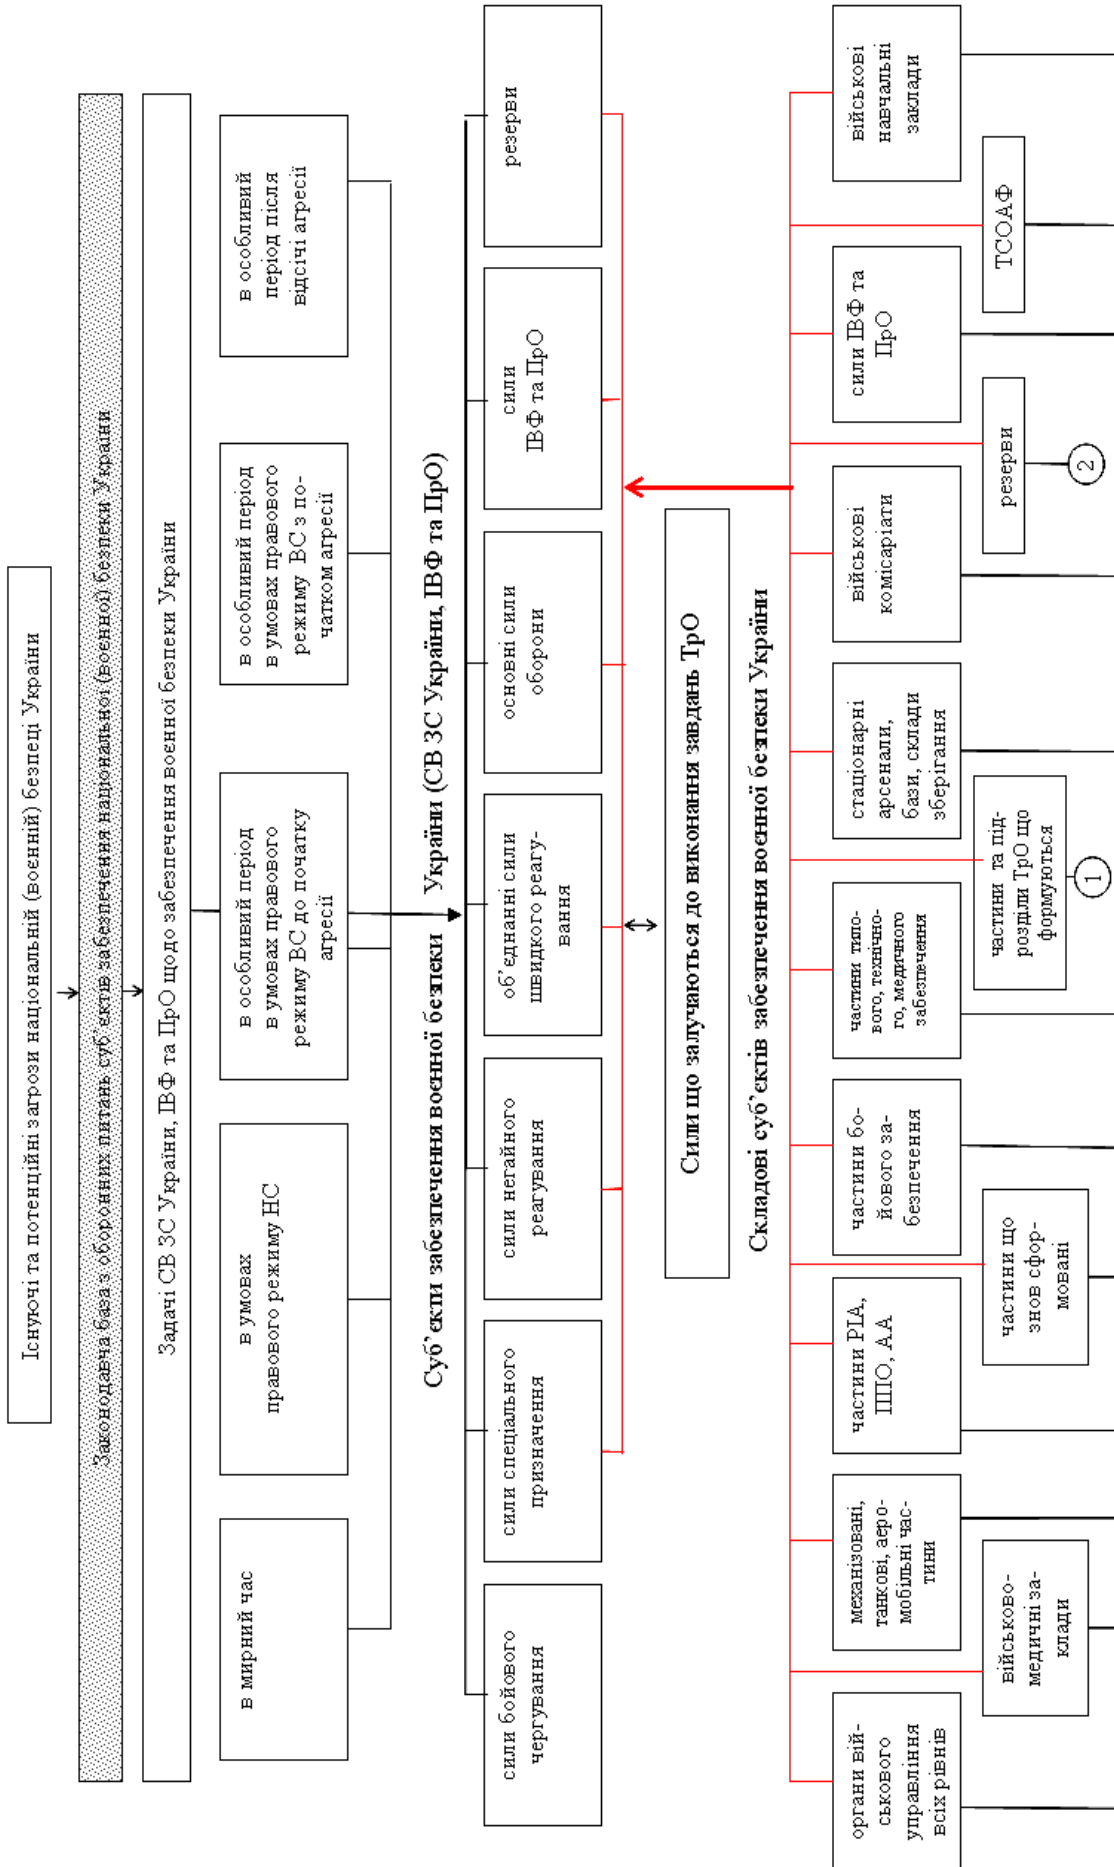 Існуючі та потенційні загрози національній (воєнній) безпеці України
Законодавча база з оборонних питань суб’єктів забезпечення національної (воєнної) безпеки України
Задачі СВ ЗС України, ІВФ та ПрО щодо забезпечення воєнної безпеки України
в мирний час
в умовах
правового режиму НС
в особливий період
в умовах правового
режиму ВС до початку
агресії
в особливий період
в умовах правового
режиму ВС з по-
чатком агресії
в особливий
період після
відсічі агресії
Суб’єкти забезпечення воєнної безпеки України (СВ ЗС України, ІВФ та ПрО)
сили бойового
чергування
сили спеціального
призначення
сили негайного
реагування
об’єднанні сили
швидкого реагу-
вання
основні сили
оборони
сили
ІВФ та ПрО
резерви
Сили що залучаються до виконання завдань ТрО
Складові суб’єктів забезпечення воєнної безпеки України
органи вій-
ськового
управління
всіх рівнів
механізовані,
танкові, аеро-
мобільні час-
тини
частини РІА,
ППО, АА
частини бо-
йового за-
безпечення
частини типо-
вого, технічно-
го, медичного
забезпечення
стаціонарні
арсенали,
бази, склади
зберігання
військові
комісаріати
сили ІВФ та
ПрО
військові
навчальні
заклади
військово-
медичні за-
клади
частини що
знов сфор-
мовані
частини та під-
розділи ТрО що
формуються
резерви
ТСОАФ
1
2